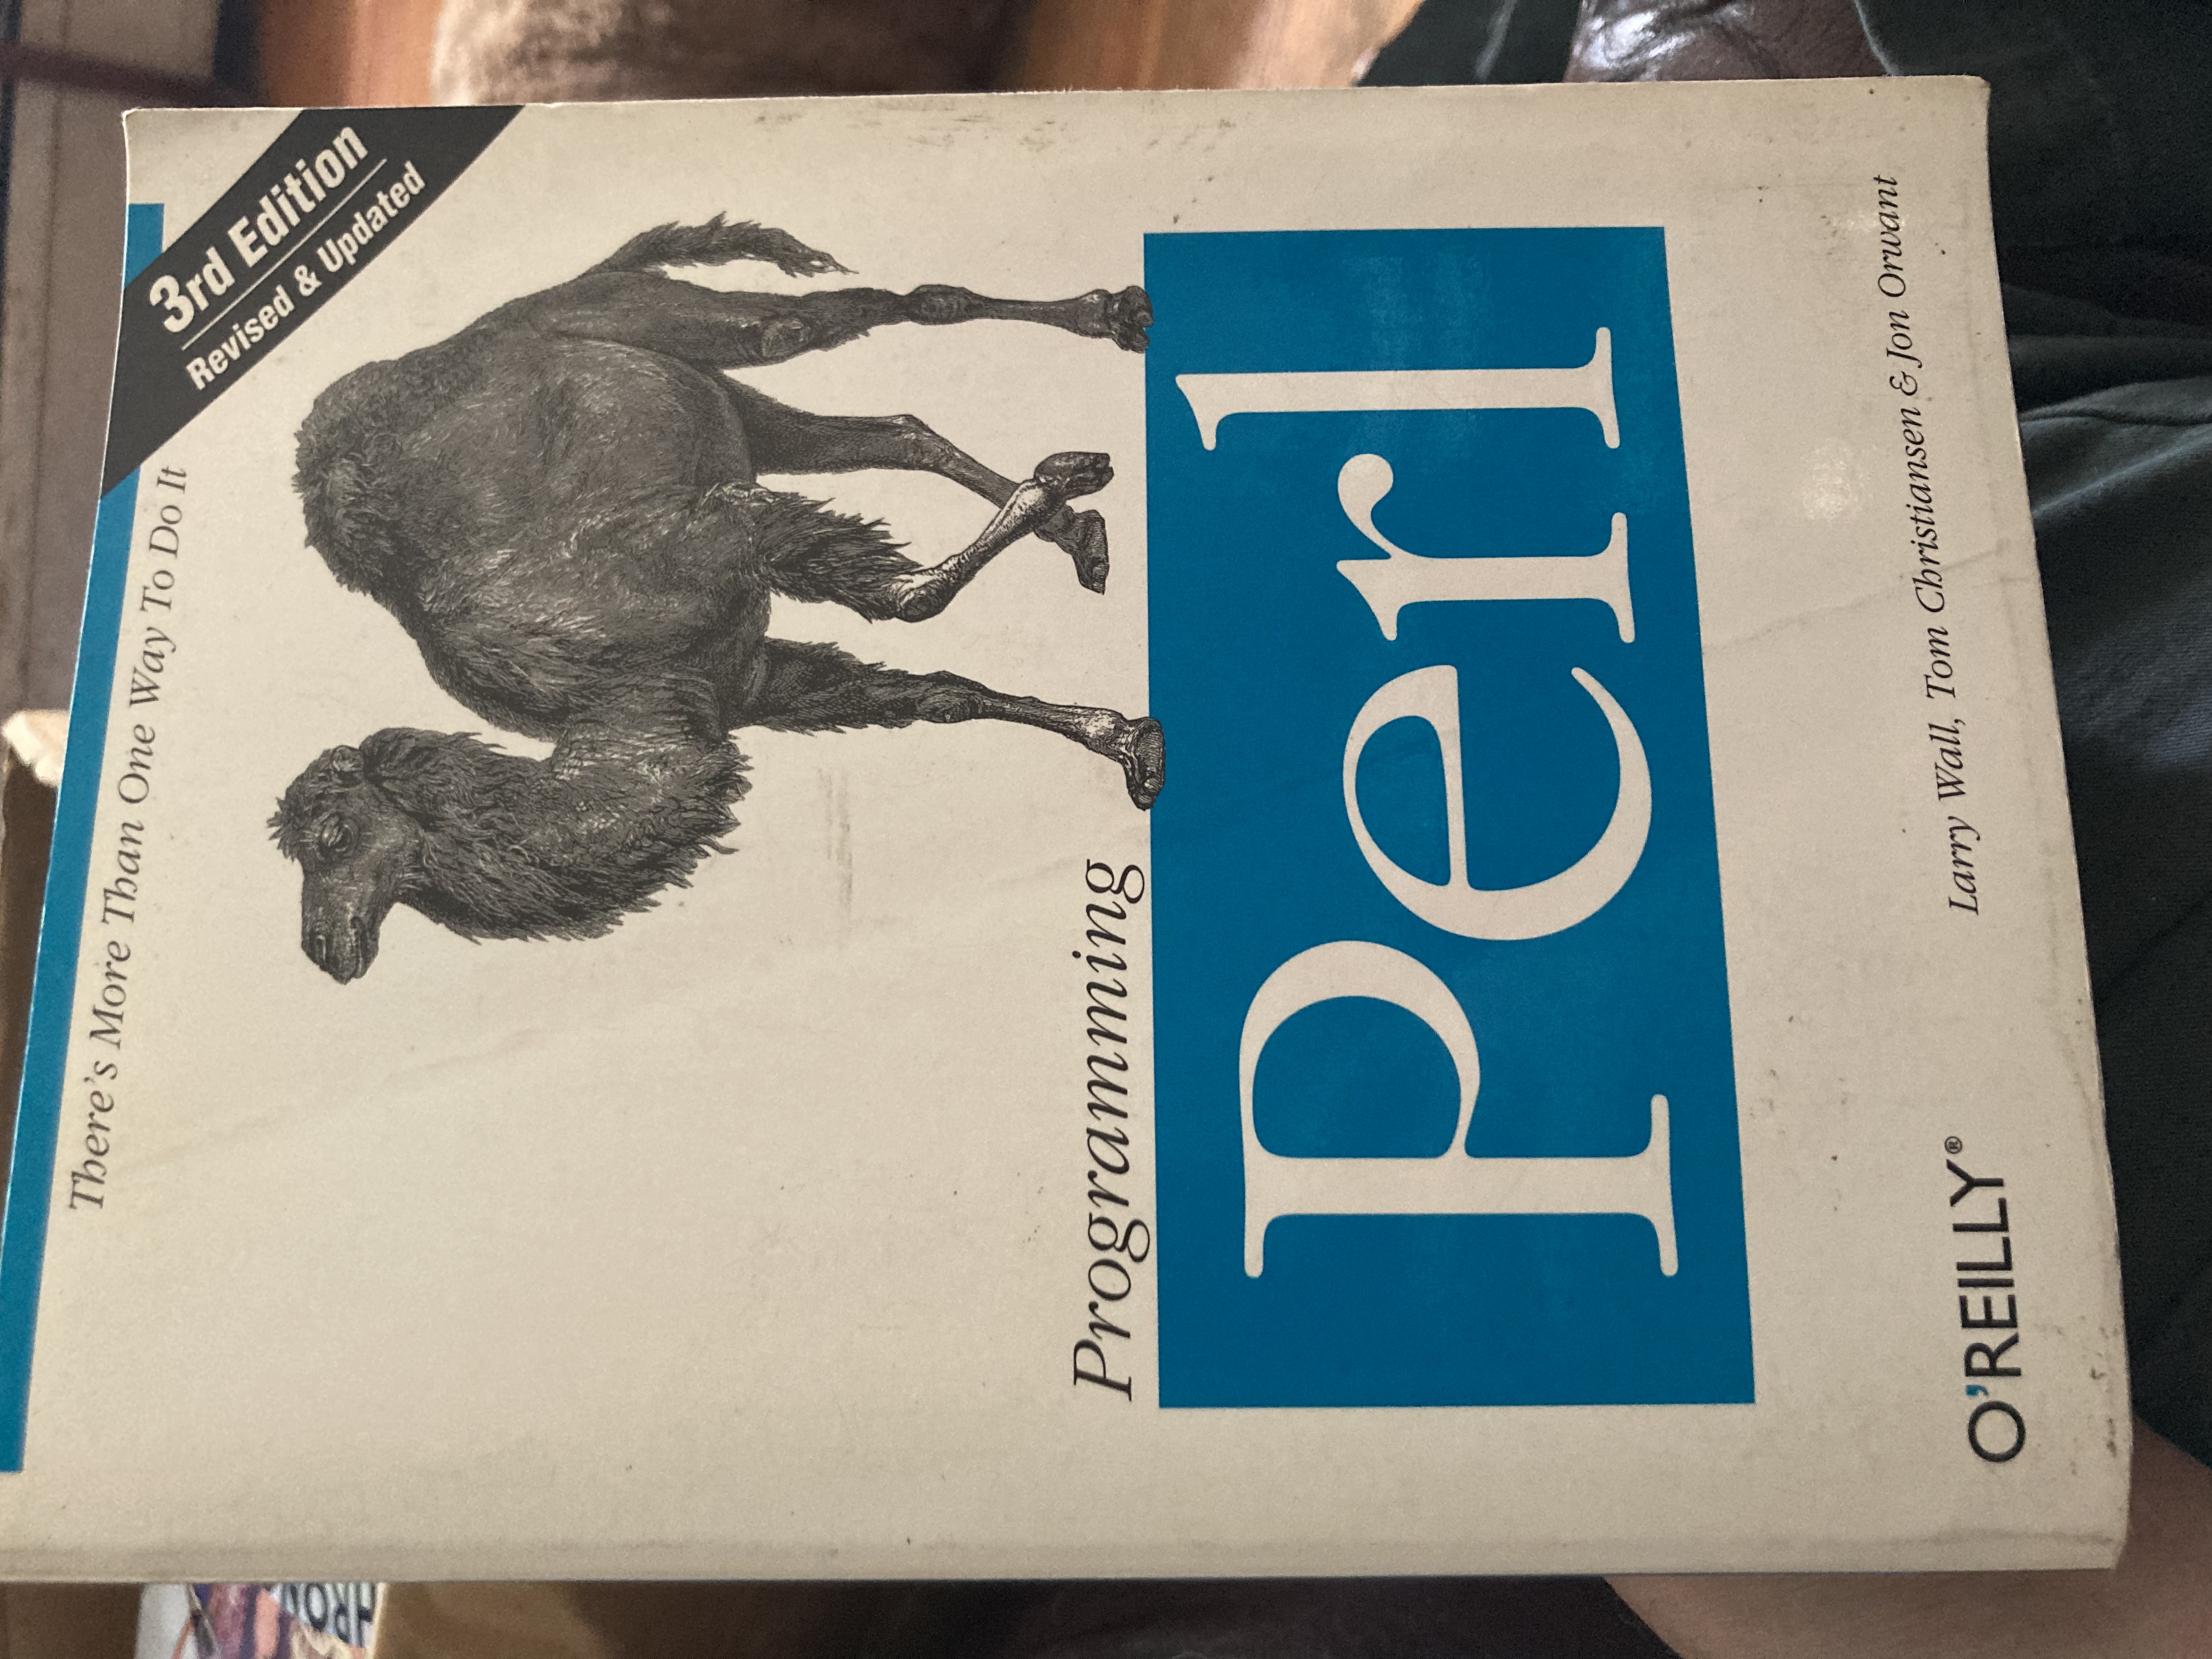 There's More Than One Way To Do It
3rd Edition
Revised & Updated
Programming
Perl
O'REILLY®
Larry Wall, Tom Christiansen & Jon Orwant